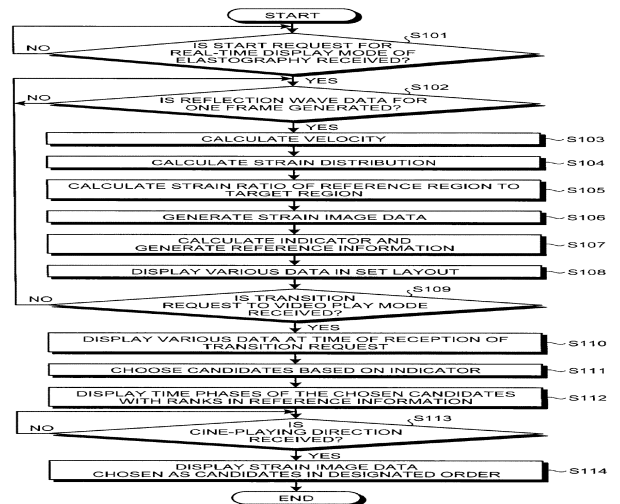 START
S101
IS START REQUEST FOR
REAL-TIME DISPLAY MODE OF
ELASTOGRAPHY RECEIVED?
NO
YES
S102
IS REFLECTION WAVE DATA FOR
ONE FRAME GENERATED?
NO
YES
CALCULATE VELOCITY
S103
CALCULATE STRAIN DISTRIBUTION
S104
CALCULATE STRAIN RATIO OF REFERENCE REGION TO
TARGET REGION
S105
GENERATE STRAIN IMAGE DATA
S106
CALCULATE INDICATOR AND
GENERATE REFERENCE INFORMATION
S107
DISPLAY VARIOUS DATA IN SET LAYOUT
S108
S109
IS TRANSITION
REQUEST TO VIDEO PLAY MODE
RECEIVED?
NO
YES
DISPLAY VARIOUS DATA AT TIME OF RECEPTION OF
TRANSITION REQUEST
S110
CHOOSE CANDIDATES BASED ON INDICATOR
S111
DISPLAY TIME PHASES OF THE CHOSEN CANDIDATES
WITH RANKS IN REFERENCE INFORMATION
S112
S113
IS
CINE-PLAYING DIRECTION
RECEIVED?
NO
YES
DISPLAY STRAIN IMAGE DATA
CHOSEN AS CANDIDATES IN DESIGNATED ORDER
S114
END